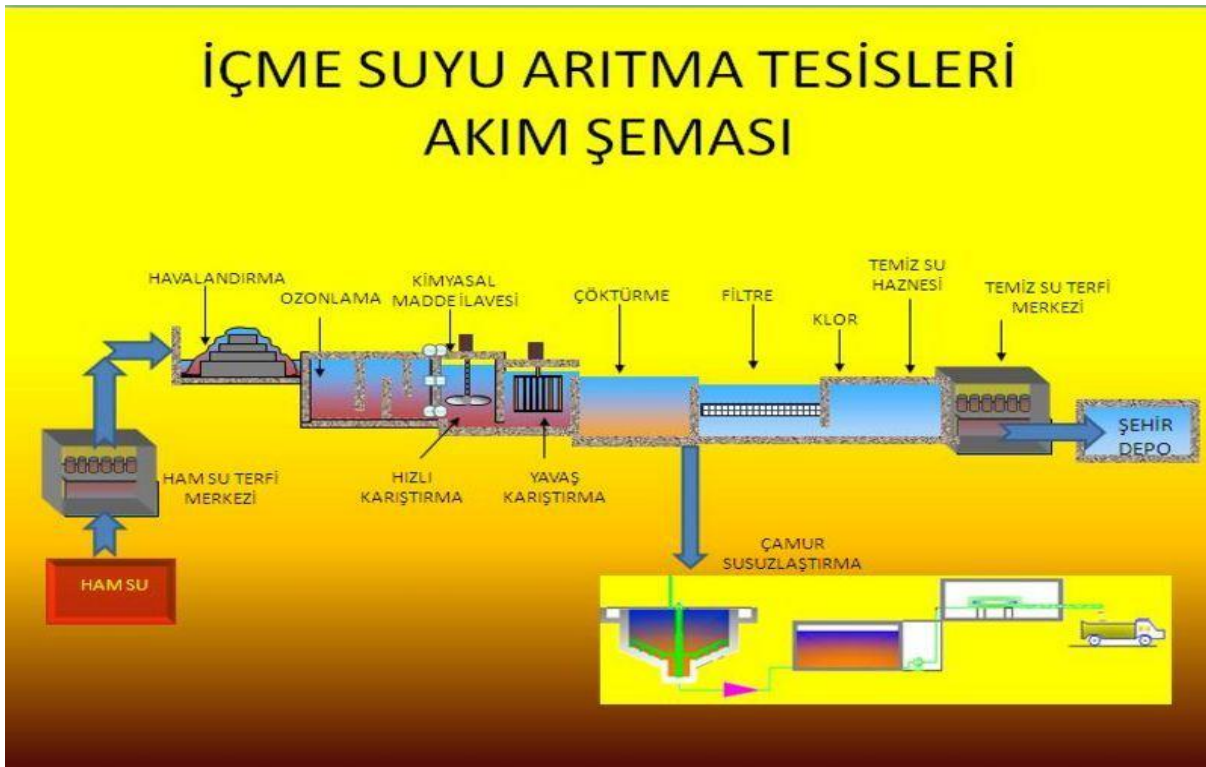 İÇME SUYU ARITMA TESİSLERİ
AKIM ŞEMASI
HAVALANDIRMA
OZONLAMA
KİMYASAL
MADDE İLAVESİ
ÇÖKTÜRME
FİLTRE
KLOR
TEMİZ SU
HAZNESİ
TEMİZ SU TERFİ
MERKEZİ
ŞEHİR
DEPO
HAM SU TERFİ
MERKEZİ
HIZLI
KARIŞTIRMA
YAVAŞ
KARIŞTIRMA
HAM SU
ÇAMUR
SUSUZLAŞTIRMA